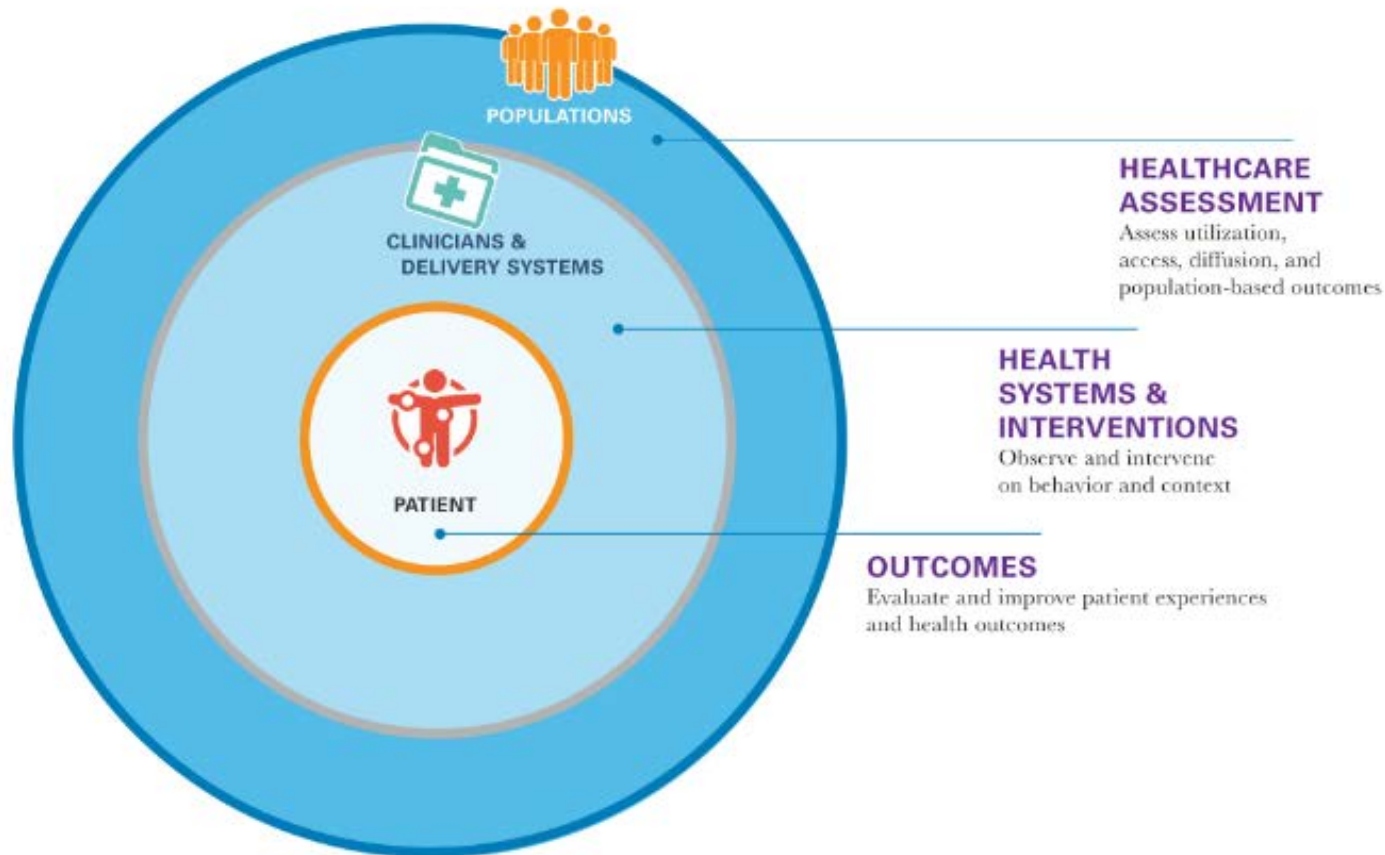 POPULATIONS
CLINICIANS &
DELIVERY SYSTEMS
PATIENT
HEALTHCARE
ASSESSMENT
Assess utilization,
access, diffusion, and
population-based outcomes
HEALTH
SYSTEMS &
INTERVENTIONS
Observe and intervene
on behavior and context
OUTCOMES
Evaluate and improve patient experiences
and health outcomes